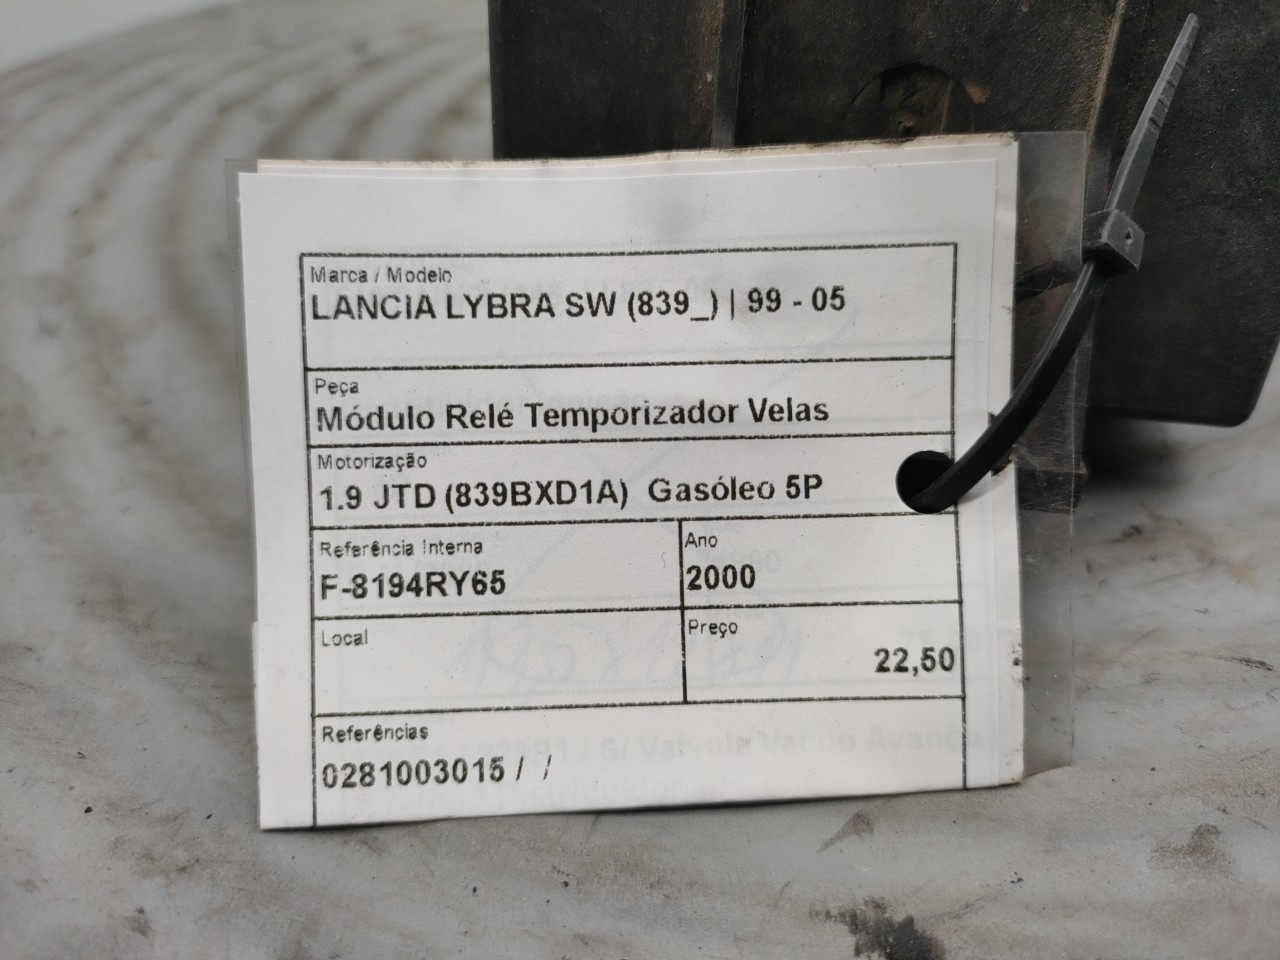 Marca / Modelo
LANCIA LYBRA SW (839_) | 99 - 05
Peça
Módulo Relé Temporizador Velas
Motorização
1.9 JTD (839BXD1A) Gasóleo 5P
Referência Interna
F-8194RY65
Ano
2000
Local
Preço
22,50
Referências
0281003015 / /